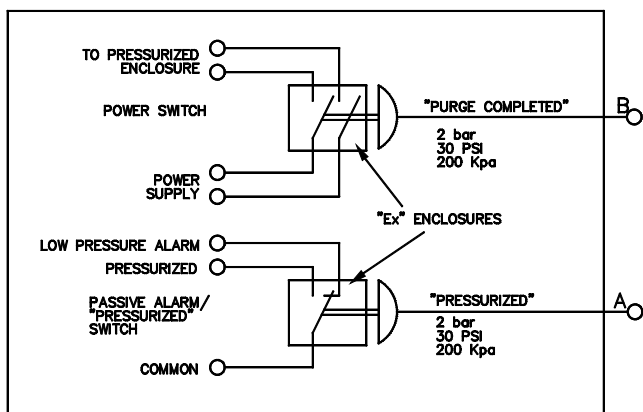 TO PRESSURIZED
ENCLOSURE
POWER SWITCH
"PURGE COMPLETED"
B
2 bar
30 PSI
200 Kpa
POWER
SUPPLY
"Ex" ENCLOSURES
LOW PRESSURE ALARM
PRESSURIZED
PASSIVE ALARM/
"PRESSURIZED"
SWITCH
"PRESSURIZED"
A
2 bar
30 PSI
200 Kpa
COMMON